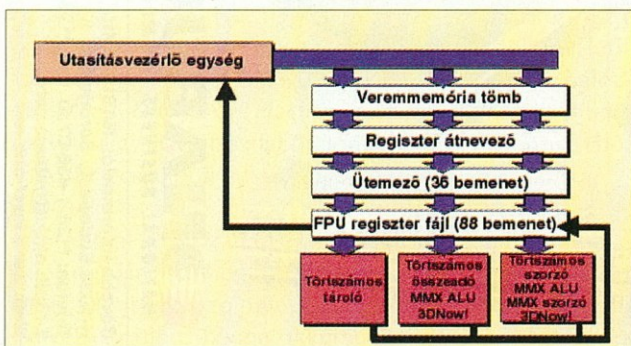 Utasításvezérlő egység
Veremmemória tömb
Regiszter átnevező
Ütemező (36 bemenet)
FPU regiszter fájl (88 bemenet)
Törtszámos
tároló
Törtszámos
összeadó
MMX ALU
3DNow!
Törtszámos
szorzó
MMX ALU
MMX szorzó
3DNow!